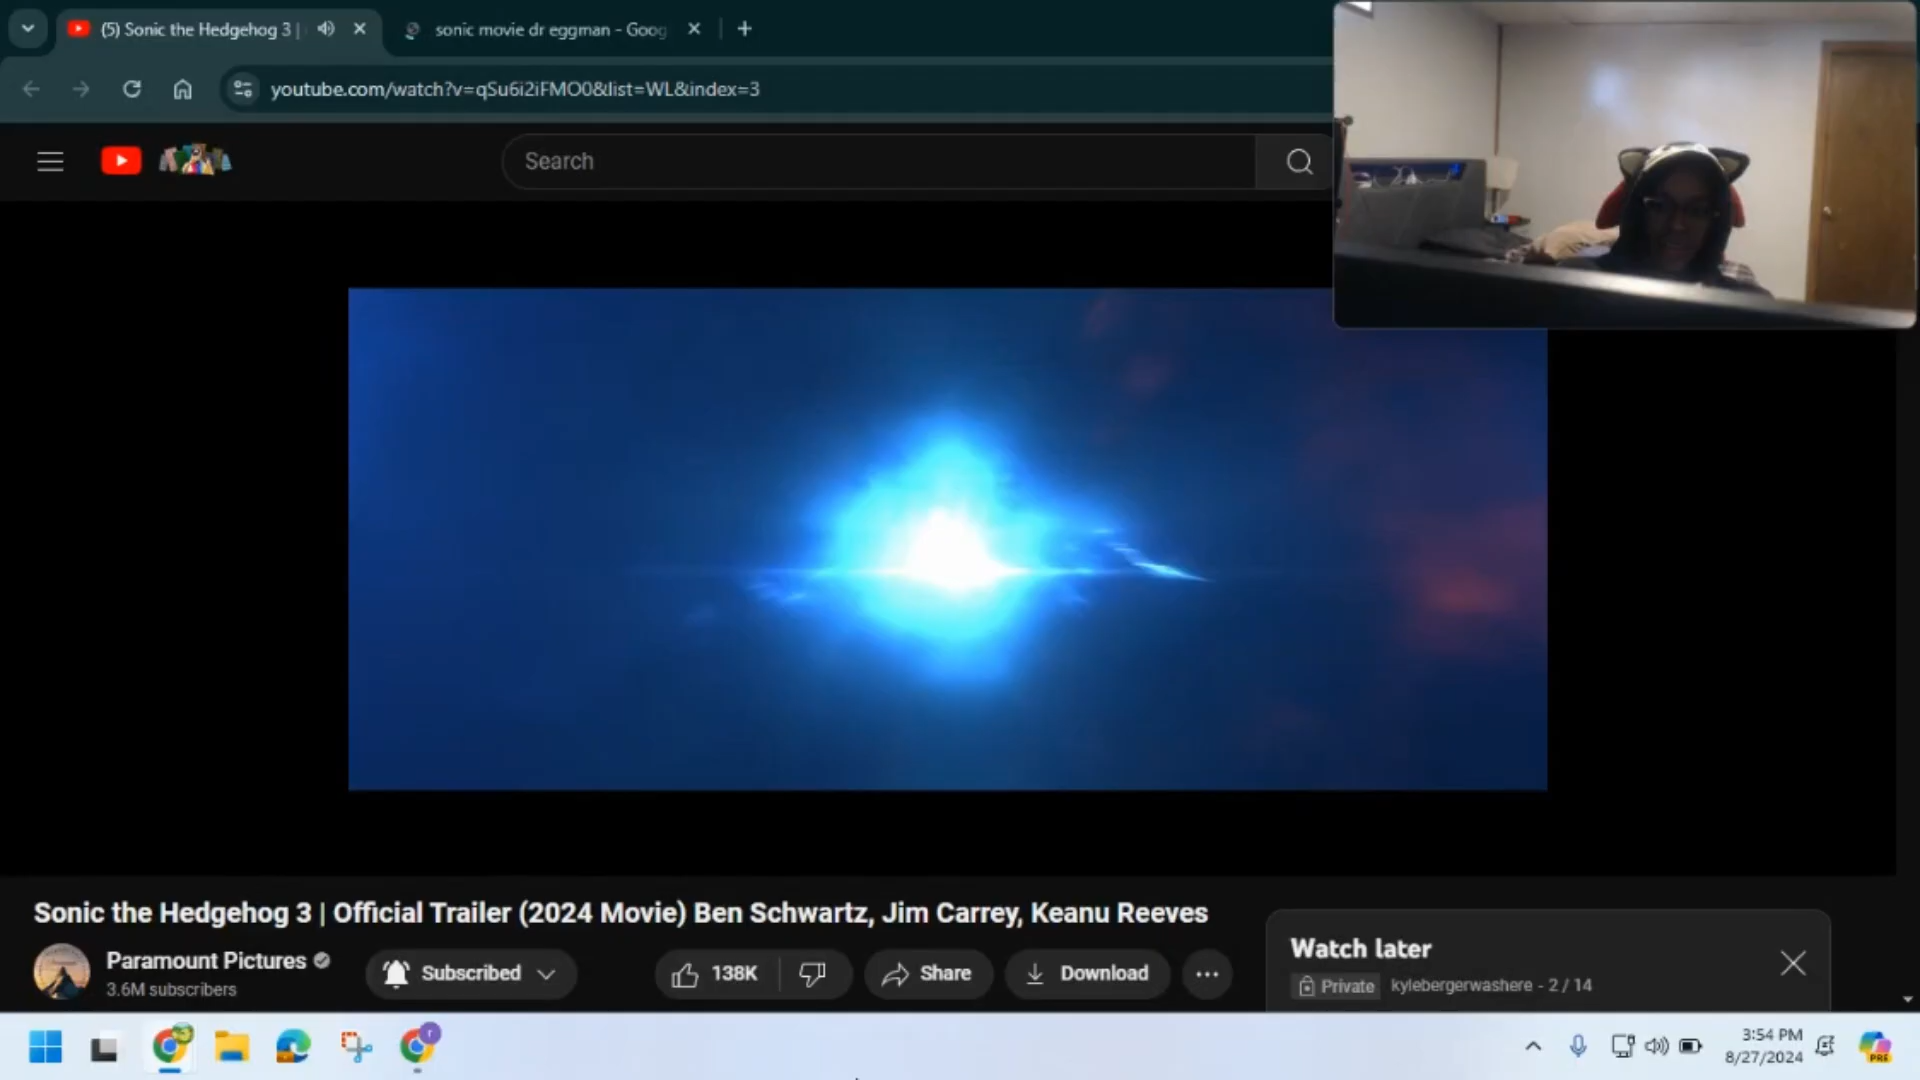 (5) Sonic the Hedgehog 3 |
sonic movie dr eggman - Goog
youtube.com/watch?v=qSu6i2iFMO0&list=WL&index=3
Search
Sonic the Hedgehog 3 | Official Trailer (2024 Movie) Ben Schwartz, Jim Carrey, Keanu Reeves
Paramount Pictures
3.6M subscribers
Subscribed
138K
Share
Download
Watch later
Private kylebergerwashere - 2 / 14
3:54 PM
8/27/2024
PRE